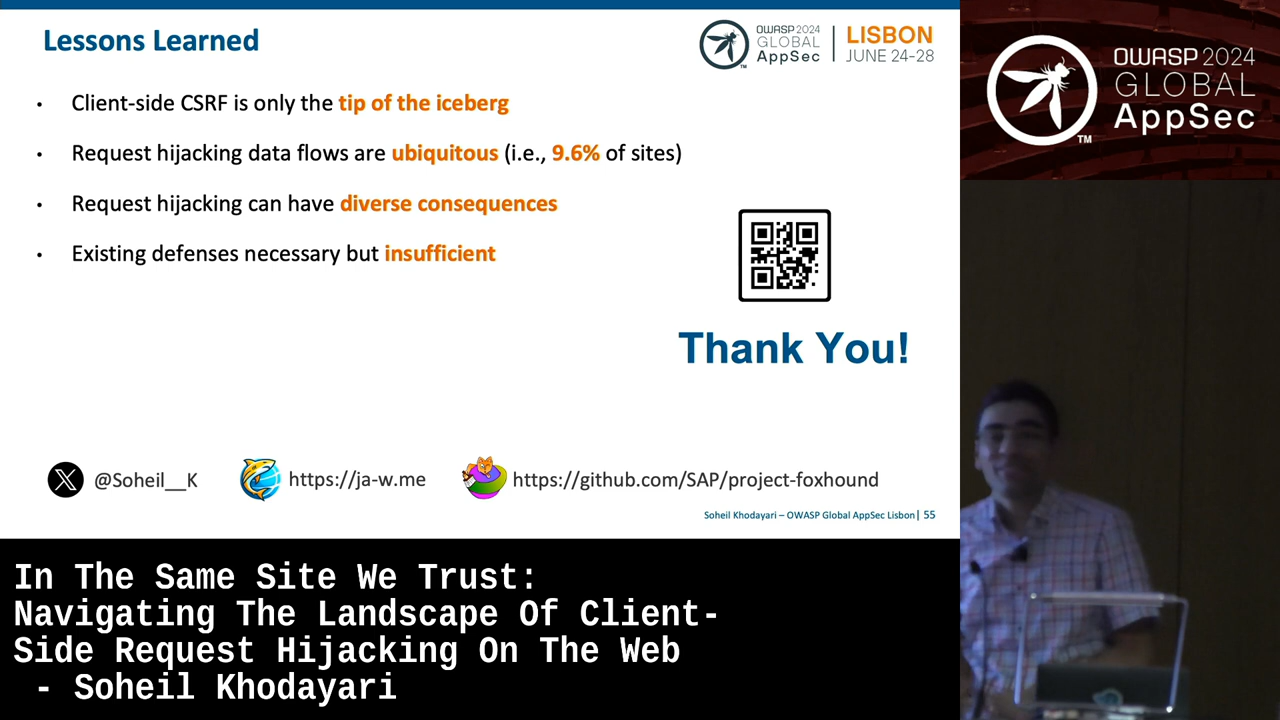 Lessons Learned
OWASP 2024
GLOBAL
AppSec
TM
LISBON
JUNE 24-28
• Client-side CSRF is only the tip of the iceberg
• Request hijacking data flows are ubiquitous (i.e., 9.6% of sites)
• Request hijacking can have diverse consequences
• Existing defenses necessary but insufficient
Thank You!
@Soheil__K
https://ja-w.me
https://github.com/SAP/project-foxhound
Soheil Khodayari – OWASP Global AppSec Lisbon| 55
OWASP 2024
GLOBAL
AppSec
TM
In The Same Site We Trust:
Navigating The Landscape Of Client-
Side Request Hijacking On The Web
- Soheil Khodayari